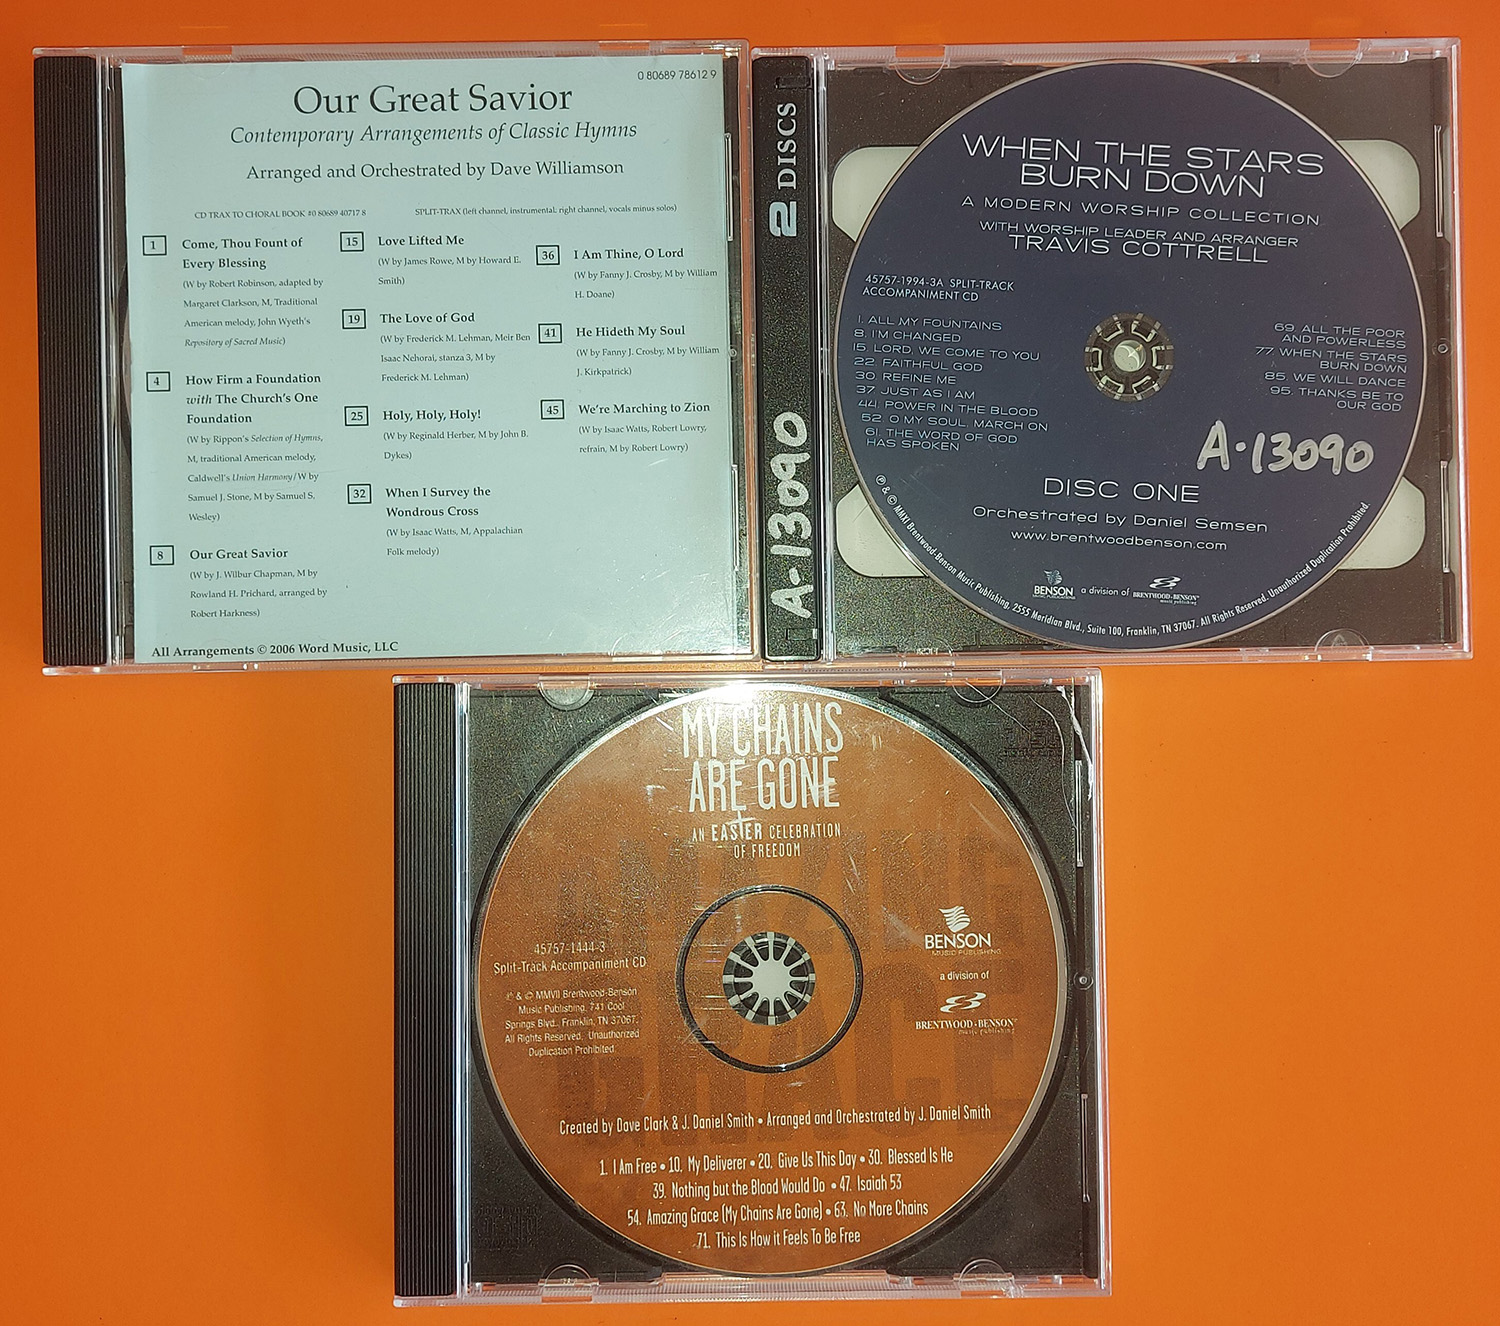 0 80689 78612 9
Our Great Savior
Contemporary Arrangements of Classic Hymns
Arranged and Orchestrated by Dave Williamson
CD TRAX TO CHORAL BOOK #0 80689 40717 8
SPLIT-TRAX (left channel, instrumental: right channel, vocals minus solos)
1 Come, Thou Fount of
Every Blessing
(W by Robert Robinson, adapted by
Margaret Clarkson, M, Traditional
American melody, John Wyeth's
Repository of Sacred Music)
4 How Firm a Foundation
with The Church's One
Foundation
(W by Rippon's Selection of Hymns,
M, traditional American melody,
Caldwell's Union Harmony/W by
Samuel J. Stone, M by Samuel S.
Wesley)
8 Our Great Savior
(W by J. Wilbur Chapman, M by
Rowland H. Prichard, arranged by
Robert Harkness)
15 Love Lifted Me
(W by James Rowe, M by Howard E.
Smith)
19 The Love of God
(W by Frederick M. Lehman, Meir Ben
Isaac Nehorai, stanza 3, M by
Frederick M. Lehman)
25 Holy, Holy, Holy!
(W by Reginald Herber, M by John B.
Dykes)
32 When I Survey the
Wondrous Cross
(W by Isaac Watts, M, Appalachian
Folk melody)
36 I Am Thine, O Lord
(W by Fanny J. Crosby, M by William
H. Doane)
41 He Hideth My Soul
(W by Fanny J. Crosby, M by William
J. Kirkpatrick)
45 We're Marching to Zion
(W by Isaac Watts, Robert Lowry,
refrain, M by Robert Lowry)
All Arrangements © 2006 Word Music, LLC
2 DISCS
A-13090
WHEN THE STARS
BURN DOWN
A MODERN WORSHIP COLLECTION
WITH WORSHIP LEADER AND ARRANGER
TRAVIS COTTRELL
45757-1994-3A SPLIT-TRACK
ACCOMPANIMENT CD
1. ALL MY FOUNTAINS
8. I'M CHANGED
15. LORD, WE COME TO YOU
22. FAITHFUL GOD
30. REFINE ME
37. JUST AS I AM
44. POWER IN THE BLOOD
52. O MY SOUL, MARCH ON
61. THE WORD OF GOD
HAS SPOKEN
69. ALL THE POOR
AND POWERLESS
77. WHEN THE STARS
BURN DOWN
85. WE WILL DANCE
95. THANKS BE TO
OUR GOD
A-13090
DISC ONE
Orchestrated by Daniel Semsen
www.brentwoodbenson.com
BENSON
MUSIC PUBLISHING
a division of
BRENTWOOD-BENSON
music publishing
℗ & © MMXI Brentwood-Benson Music Publishing, 2555 Meridian Blvd., Suite 100, Franklin, TN 37067. All Rights Reserved. Unauthorized Duplication Prohibited.
MY CHAINS
ARE GONE
AN EASTER CELEBRATION
OF FREEDOM
AMAZING
GRACE
45757-1444-3
Split-Track Accompaniment CD
℗ & © MMVII Brentwood-Benson
Music Publishing, 741 Cool
Springs Blvd., Franklin, TN 37067.
All Rights Reserved. Unauthorized
Duplication Prohibited.
BENSON
MUSIC PUBLISHING
a division of
BRENTWOOD-BENSON
music publishing
Created by Dave Clark & J. Daniel Smith • Arranged and Orchestrated by J. Daniel Smith
1. I Am Free • 10. My Deliverer • 20. Give Us This Day • 30. Blessed Is He
39. Nothing but the Blood Would Do • 47. Isaiah 53
54. Amazing Grace (My Chains Are Gone) • 63. No More Chains
71. This Is How it Feels To Be Free